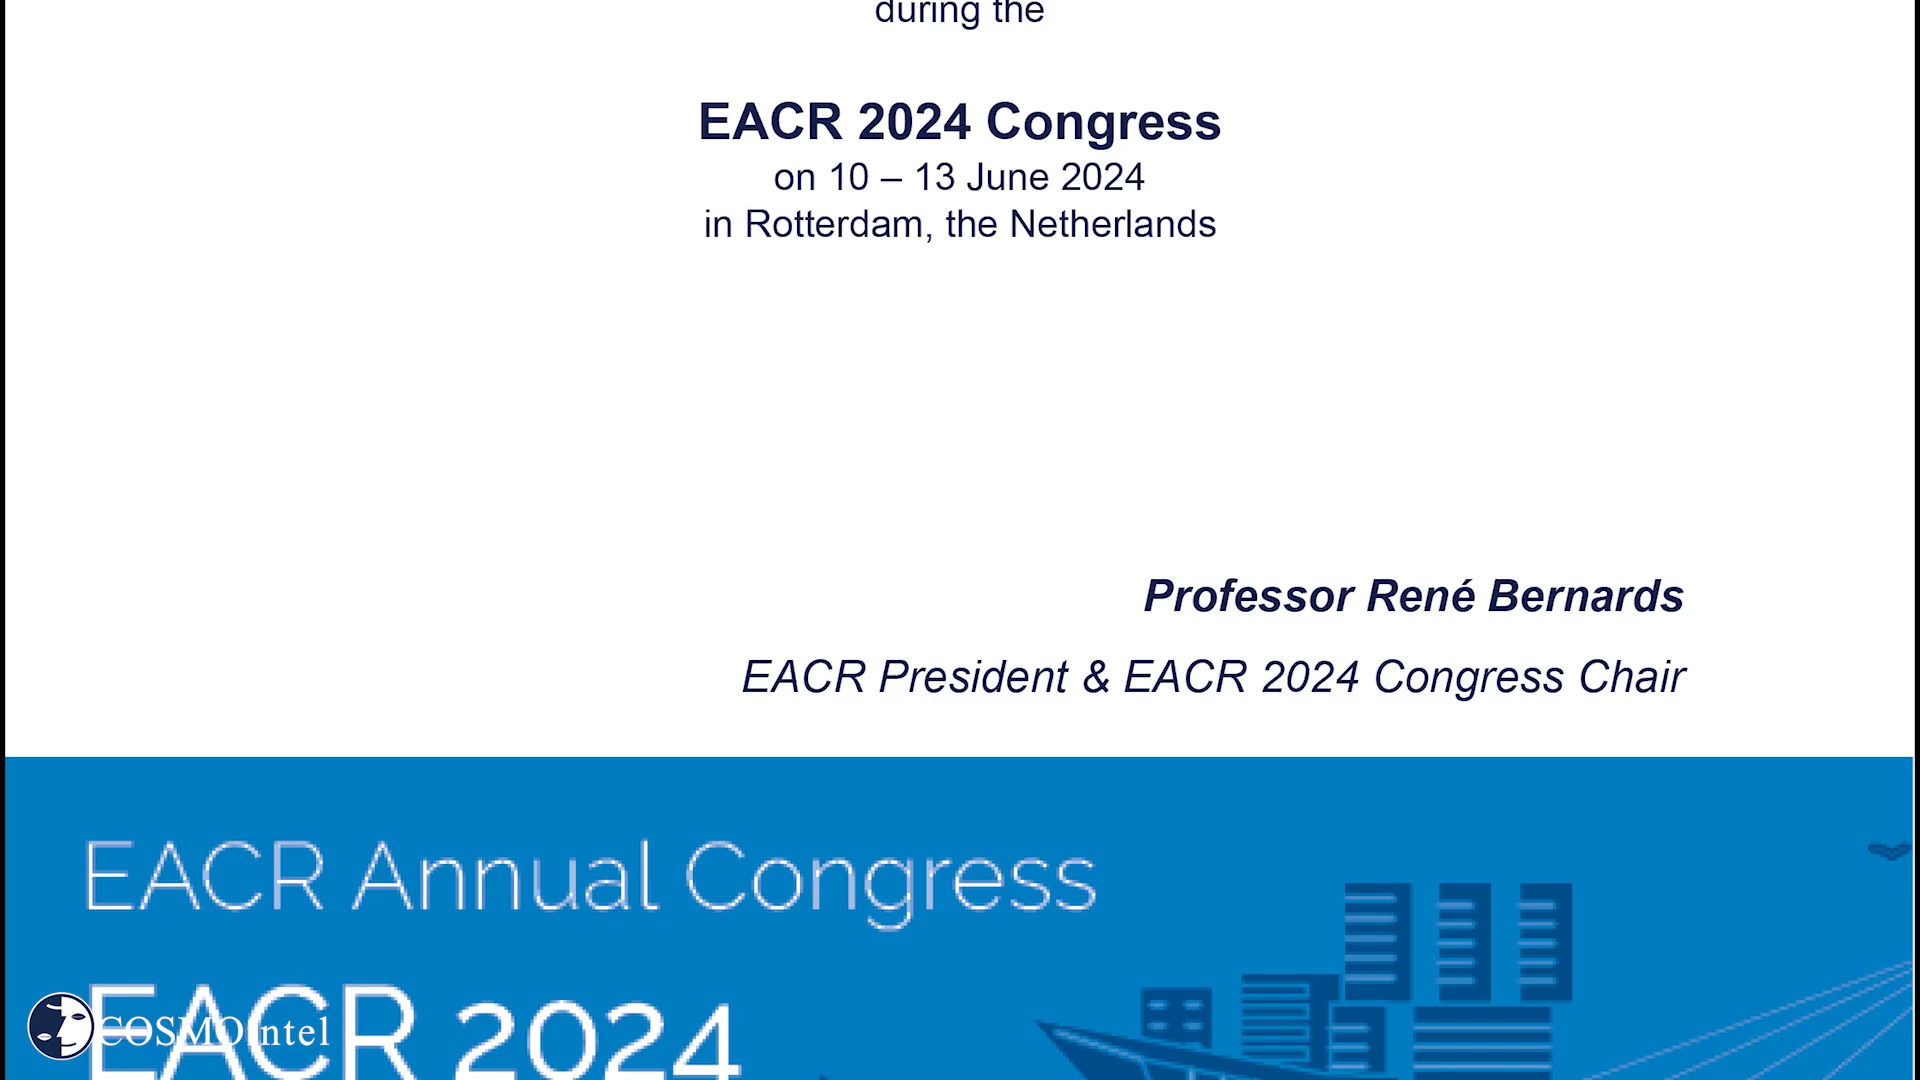 during the
EACR 2024 Congress
on 10 – 13 June 2024
in Rotterdam, the Netherlands
Professor René Bernards
EACR President & EACR 2024 Congress Chair
EACR Annual Congress
EACR 2024
COSMOIntel